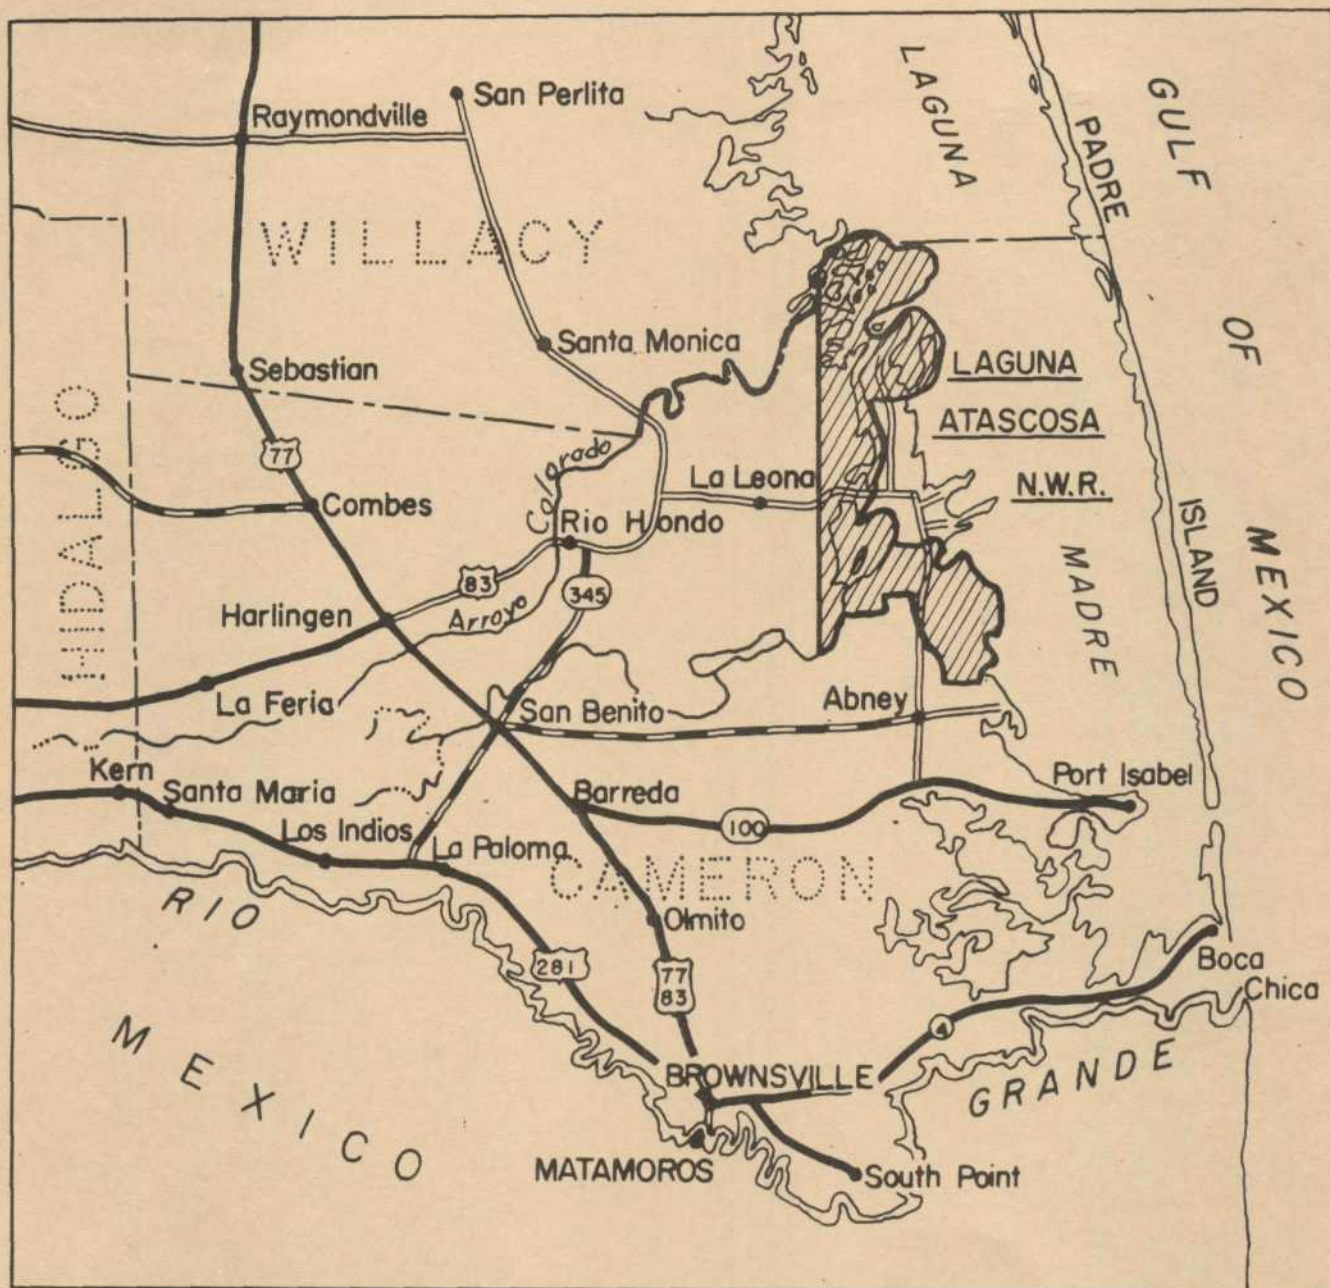 San Perlita
Raymondville
LAGUNA
GULF
PADRE
WILLACY
OF
Santa Monica
Sebastian
LAGUNA
ATASCOSA
N.W.R.
HIDALGO
77
Colorado
La Leona
Combes
ISLAND
MEXICO
Rio Hondo
83
345
MADRE
Harlingen
Arroyo
La Feria
San Benito
Abney
Kern
Santa Maria
Barreda
Port Isabel
Los Indios
100
La Paloma
CAMERON
RIO
Olmito
281
77
83
Boca
Chica
4
MEXICO
BROWNSVILLE
GRANDE
MATAMOROS
South Point